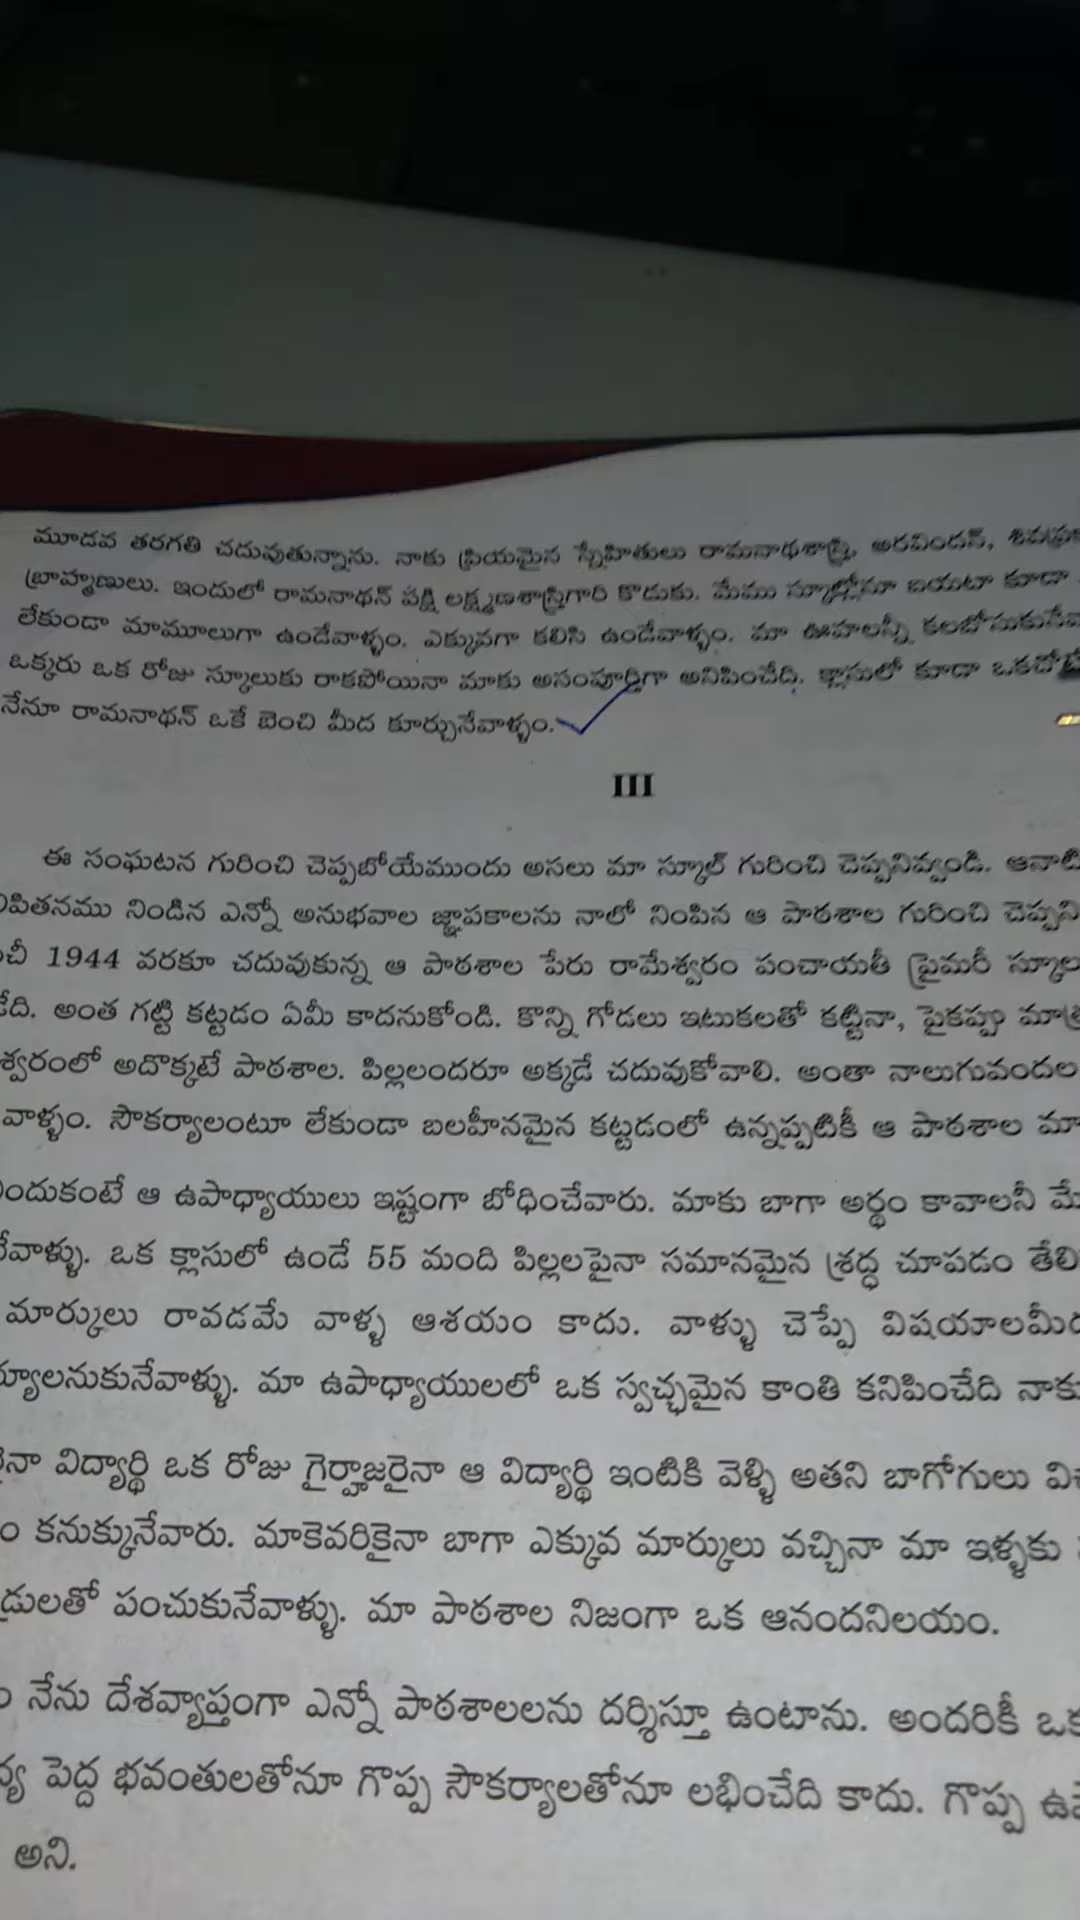 మూడవ తరగతి చదువుతున్నాను. నాకు ప్రియమైన స్నేహితులు రామనాథశాస్త్రి, అరవిందన్,
బ్రాహ్మణులు. ఇందులో రామనాథన్ పక్షి లక్ష్మణశాస్త్రిగారి కొడుకు. మేము స్కూల్లోనూ బయటా కూడా
లేకుండా మామూలుగా ఉండేవాళ్ళం. ఎక్కువగా కలిసి ఉండేవాళ్ళం. మా ఊహలన్నీ
ఒక్కరు ఒక రోజు స్కూలుకు రాకపోయినా మాకు అసంపూర్తిగా అనిపించేది. క్లాసులో కూడా
నేనూ రామనాథన్ ఒకే బెంచి మీద కూర్చునేవాళ్ళం.
III
ఈ సంఘటన గురించి చెప్పబోయేముందు అసలు మా స్కూల్ గురించి చెప్పనివ్వండి. ఆనాటి
నిండిన ఎన్నో అనుభవాల జ్ఞాపకాలను నాలో నింపిన ఆ పాఠశాల గురించి
1944 వరకూ చదువుకున్న ఆ పాఠశాల పేరు రామేశ్వరం పంచాయతీ ప్రైమరీ
అంత గట్టి కట్టడం ఏమీ కాదనుకోండి. కొన్ని గోడలు ఇటుకలతో కట్టినా, పైకప్పు
శ్వరంలో అదొక్కటే పాఠశాల. పిల్లలందరూ అక్కడే చదువుకోవాలి. అంతా నాలుగువందల
వాళ్ళం. సౌకర్యాలంటూ లేకుండా బలహీనమైన కట్టడంలో ఉన్నప్పటికీ ఆ పాఠశాల మా
ందుకంటే ఆ ఉపాధ్యాయులు ఇష్టంగా బోధించేవారు. మాకు బాగా అర్థం కావాలనీ
వాళ్ళు. ఒక క్లాసులో ఉండే 55 మంది పిల్లలపైనా సమానమైన శ్రద్ధ చూపడం
మార్కులు రావడమే వాళ్ళ ఆశయం కాదు. వాళ్ళు చెప్పే విషయాలమీద
్యాలనుకునేవాళ్ళు. మా ఉపాధ్యాయులలో ఒక స్వచ్ఛమైన కాంతి కనిపించేది నాకు
విద్యార్థి ఒక రోజు గైర్హాజరైనా ఆ విద్యార్థి ఇంటికి వెళ్ళి అతని బాగోగులు
కనుక్కునేవారు. మాకెవరికైనా బాగా ఎక్కువ మార్కులు వచ్చినా మా ఇళ్ళకు
డ్రులతో పంచుకునేవాళ్ళు. మా పాఠశాల నిజంగా ఒక ఆనందనిలయం.
నేను దేశవ్యాప్తంగా ఎన్నో పాఠశాలలను దర్శిస్తూ ఉంటాను. అందరికీ
పెద్ద భవంతులతోనూ గొప్ప సౌకర్యాలతోనూ లభించేది కాదు. గొప్ప
అని.